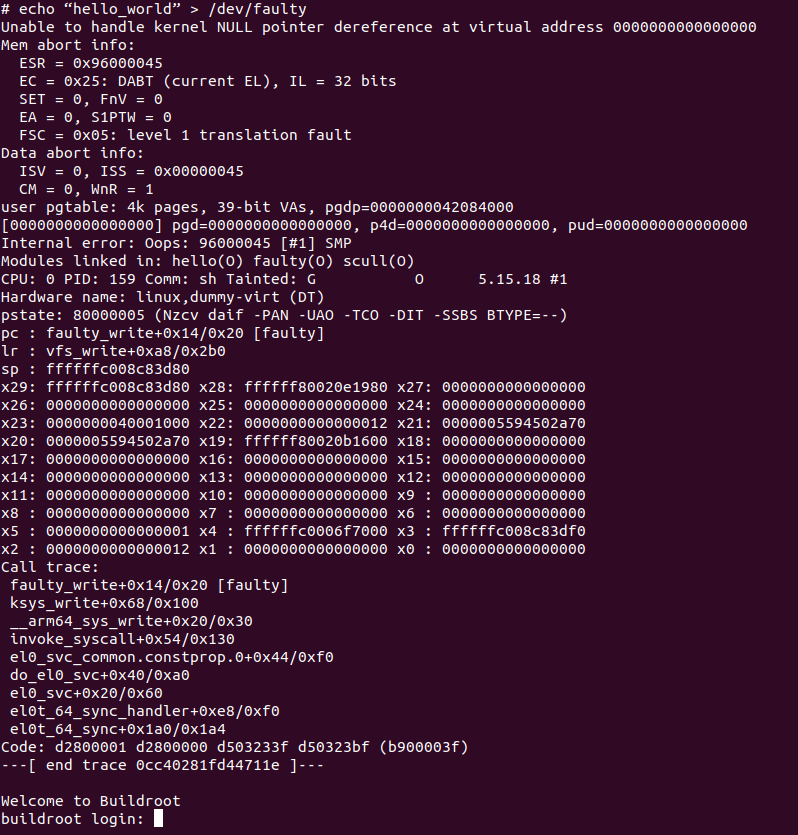 # echo “hello_world” > /dev/faulty
Unable to handle kernel NULL pointer dereference at virtual address 0000000000000000
Mem abort info:
  ESR = 0x96000045
  EC = 0x25: DABT (current EL), IL = 32 bits
  SET = 0, FnV = 0
  EA = 0, S1PTW = 0
  FSC = 0x05: level 1 translation fault
Data abort info:
  ISV = 0, ISS = 0x00000045
  CM = 0, WnR = 1
user pgtable: 4k pages, 39-bit VAs, pgdp=0000000042084000
[0000000000000000] pgd=0000000000000000, p4d=0000000000000000, pud=0000000000000000
Internal error: Oops: 96000045 [#1] SMP
Modules linked in: hello(O) faulty(O) scull(O)
CPU: 0 PID: 159 Comm: sh Tainted: G           O      5.15.18 #1
Hardware name: linux,dummy-virt (DT)
pstate: 80000005 (Nzcv daif -PAN -UAO -TCO -DIT -SSBS BTYPE=--)
pc : faulty_write+0x14/0x20 [faulty]
lr : vfs_write+0xa8/0x2b0
sp : ffffffc008c83d80
x29: ffffffc008c83d80 x28: ffffff80020e1980 x27: 0000000000000000
x26: 0000000000000000 x25: 0000000000000000 x24: 0000000000000000
x23: 0000000040001000 x22: 0000000000000012 x21: 0000005594502a70
x20: 0000005594502a70 x19: ffffff80020b1600 x18: 0000000000000000
x17: 0000000000000000 x16: 0000000000000000 x15: 0000000000000000
x14: 0000000000000000 x13: 0000000000000000 x12: 0000000000000000
x11: 0000000000000000 x10: 0000000000000000 x9 : 0000000000000000
x8 : 0000000000000000 x7 : 0000000000000000 x6 : 0000000000000000
x5 : 0000000000000001 x4 : ffffffc0006f7000 x3 : ffffffc008c83df0
x2 : 0000000000000012 x1 : 0000000000000000 x0 : 0000000000000000
Call trace:
 faulty_write+0x14/0x20 [faulty]
 ksys_write+0x68/0x100
 __arm64_sys_write+0x20/0x30
 invoke_syscall+0x54/0x130
 el0_svc_common.constprop.0+0x44/0xf0
 do_el0_svc+0x40/0xa0
 el0_svc+0x20/0x60
 el0t_64_sync_handler+0xe8/0xf0
 el0t_64_sync+0x1a0/0x1a4
Code: d2800001 d2800000 d503233f d50323bf (b900003f)
---[ end trace 0cc40281fd44711e ]---
Welcome to Buildroot
buildroot login: